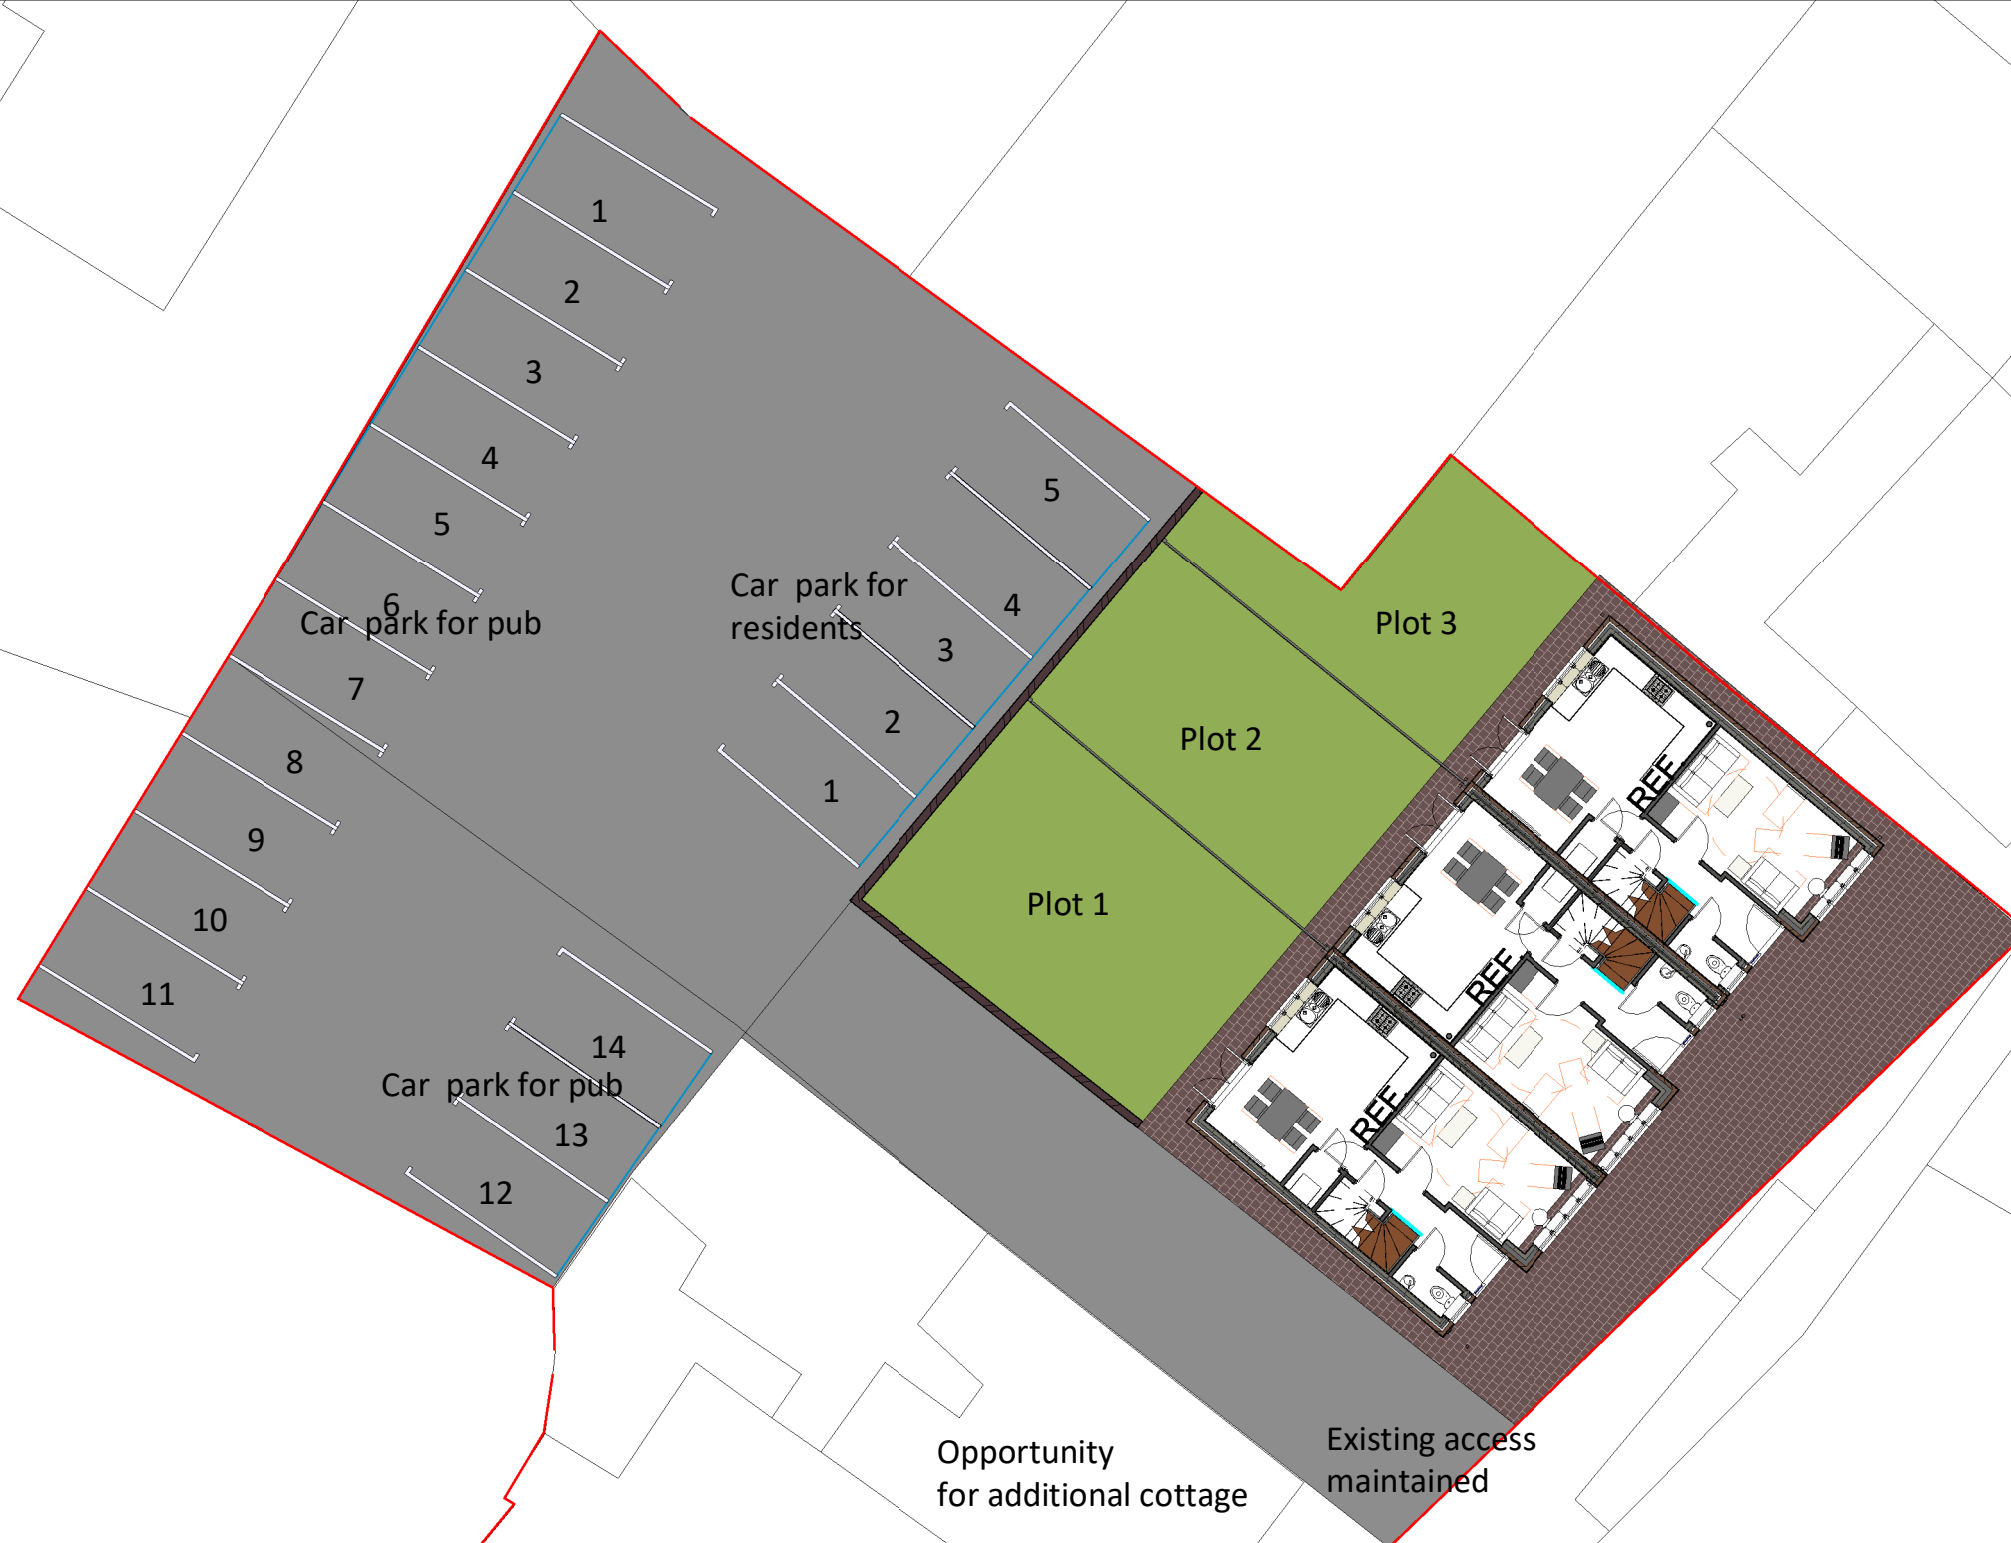 1
2
3
4
5
6
Car park for pub
7
8
9
10
11
Car park for
residents
5
4
3
2
1
14
Car park for pub
13
12
Plot 3
Plot 2
Plot 1
REF.
REF.
REF.
Opportunity
for additional cottage
Existing access
maintained